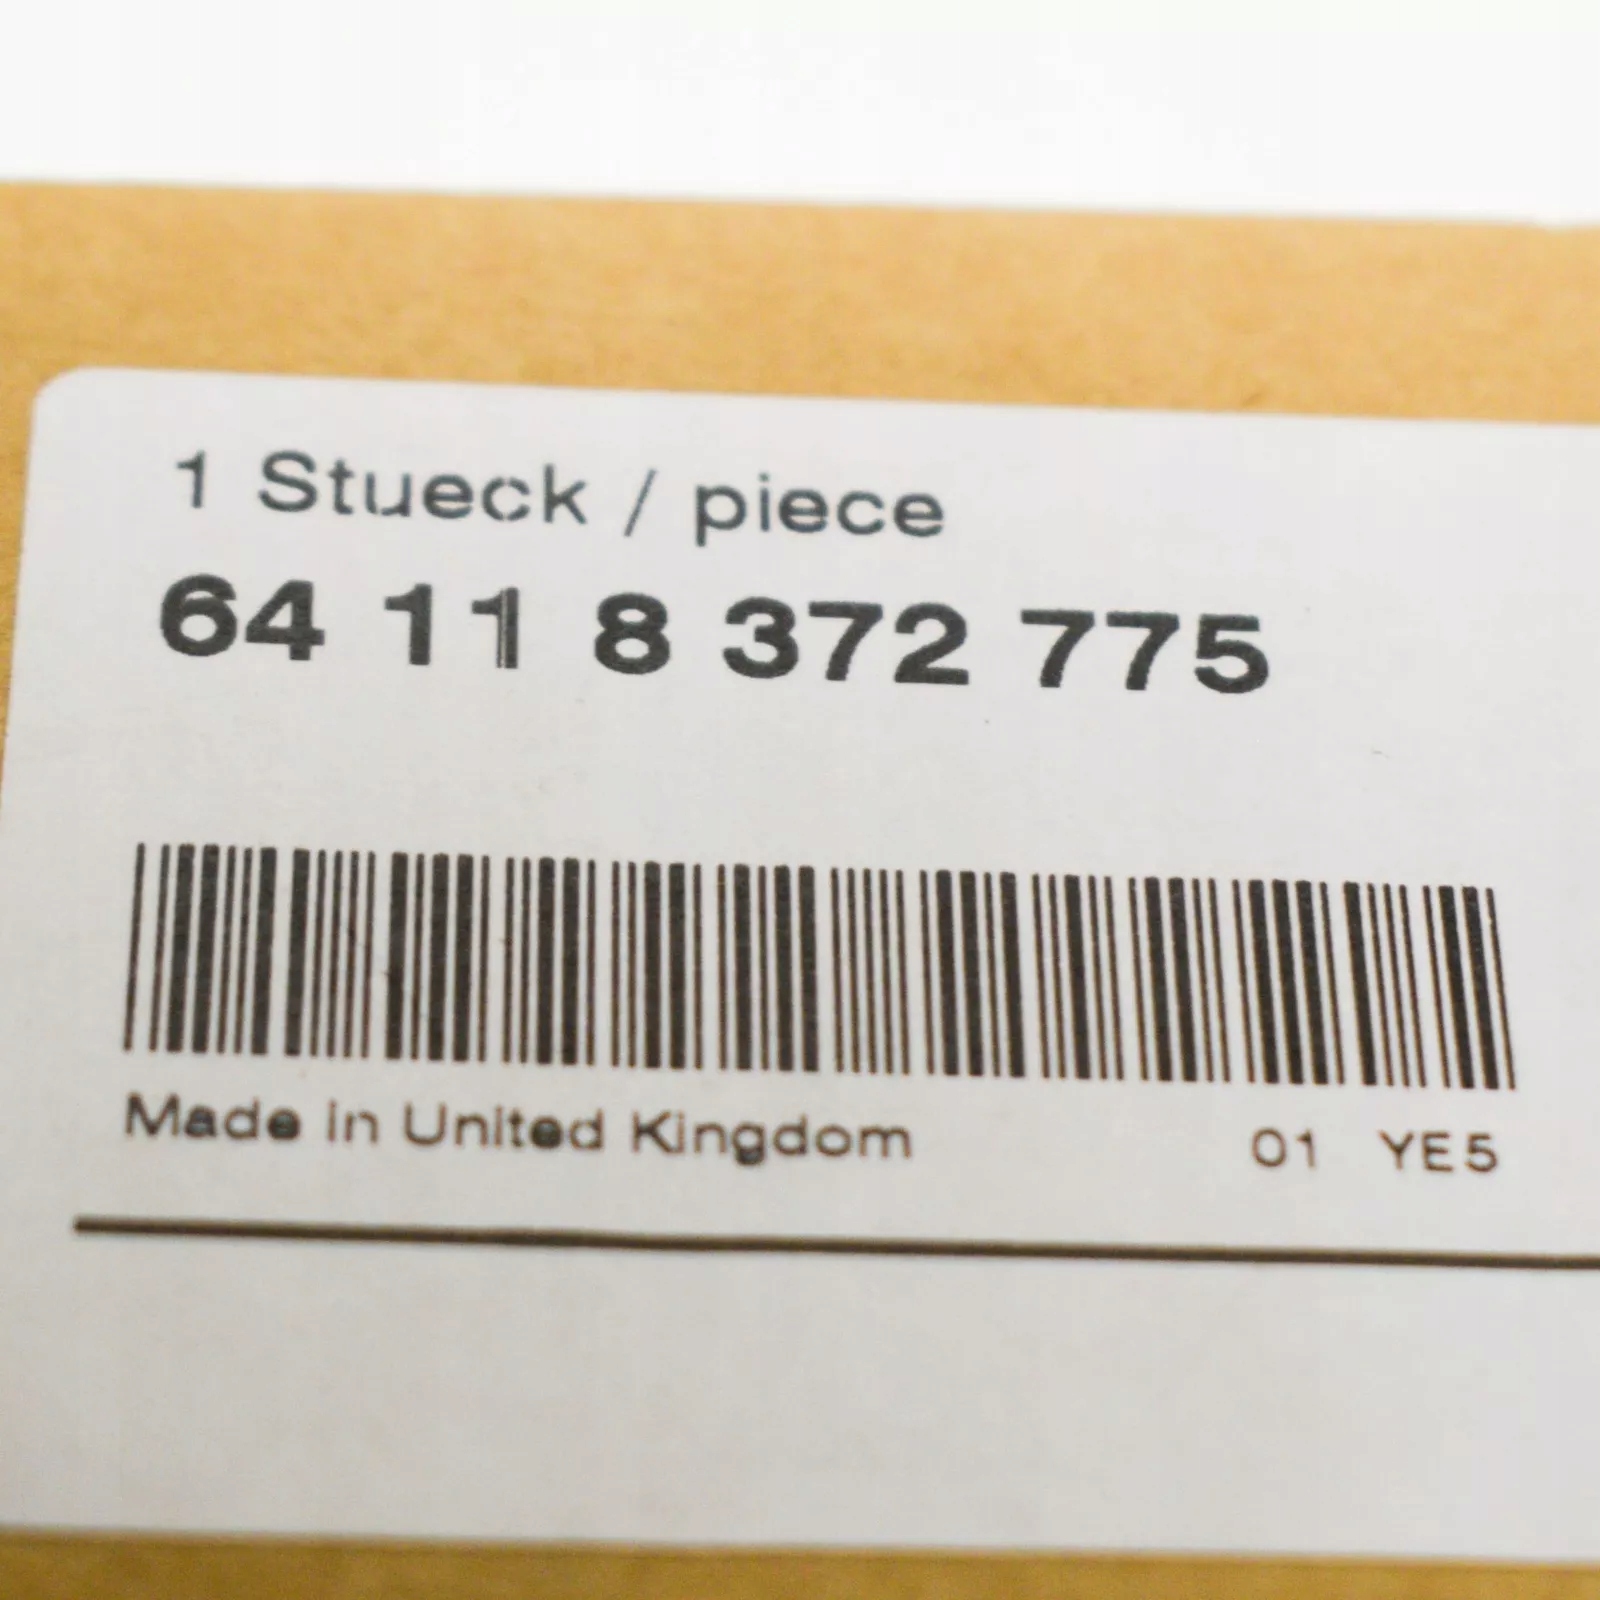 1 Stueck / piece
64 11 8 372 775
Made in United Kingdom 01 YE5